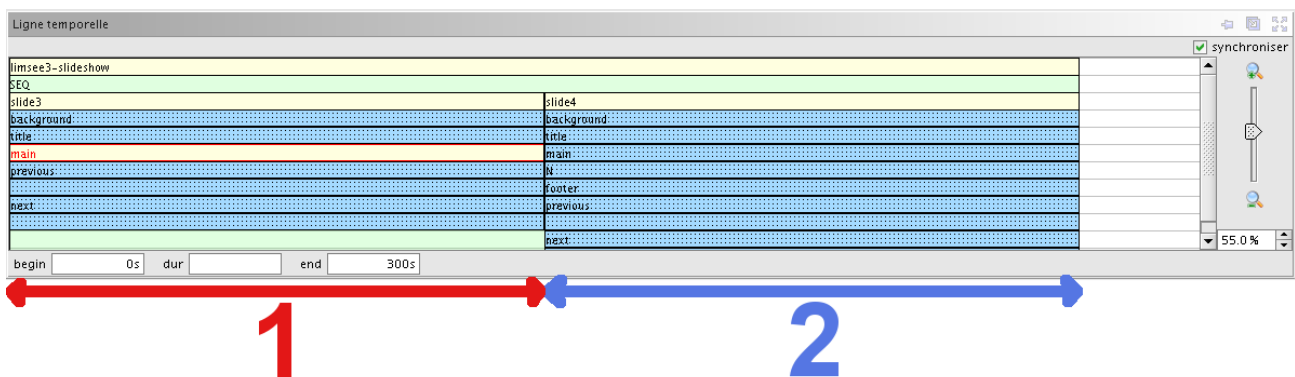 Ligne temporelle
synchroniser
limsee3-slideshow
SEQ
slide3 slide4
background background
title title
main main
previous N
footer
next previous
next
55.0 %
begin 0s dur end 300s
1 2